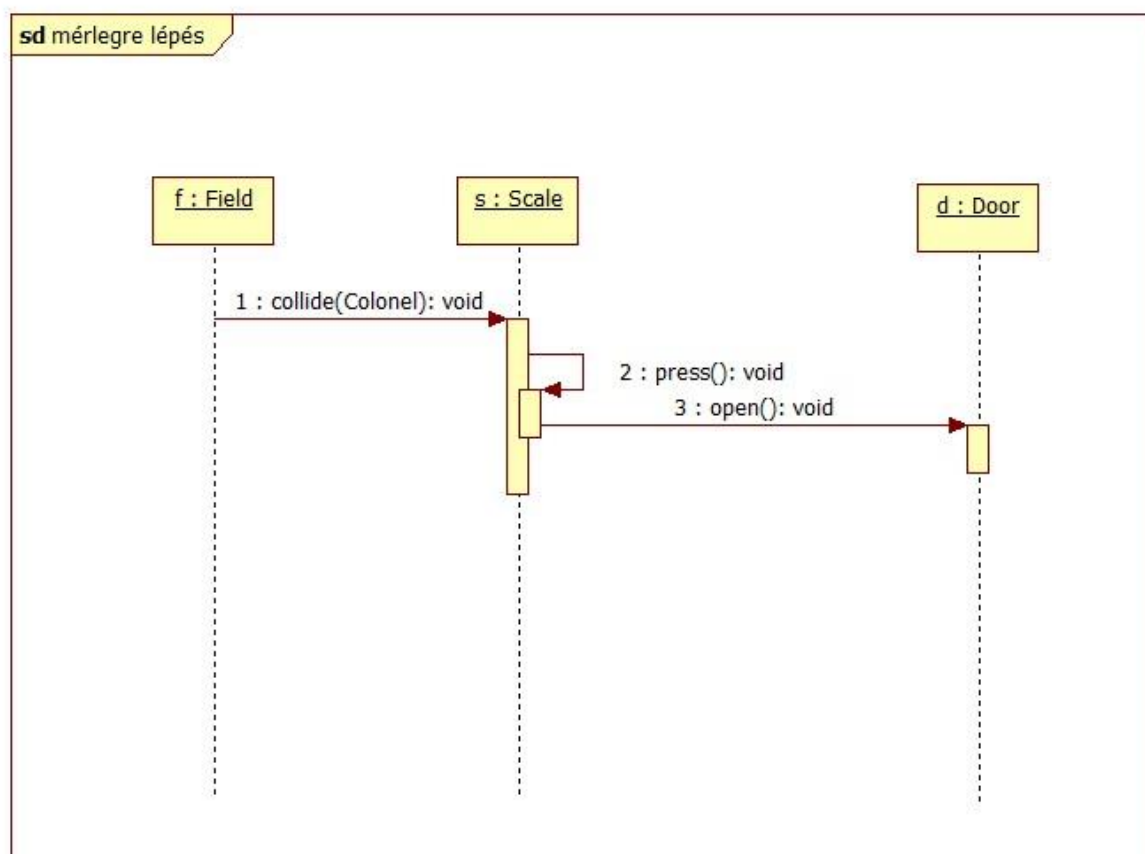 sd mérlegre lépés
f : Field
s : Scale
d : Door
1 : collide(Colonel): void
2 : press(): void
3 : open(): void